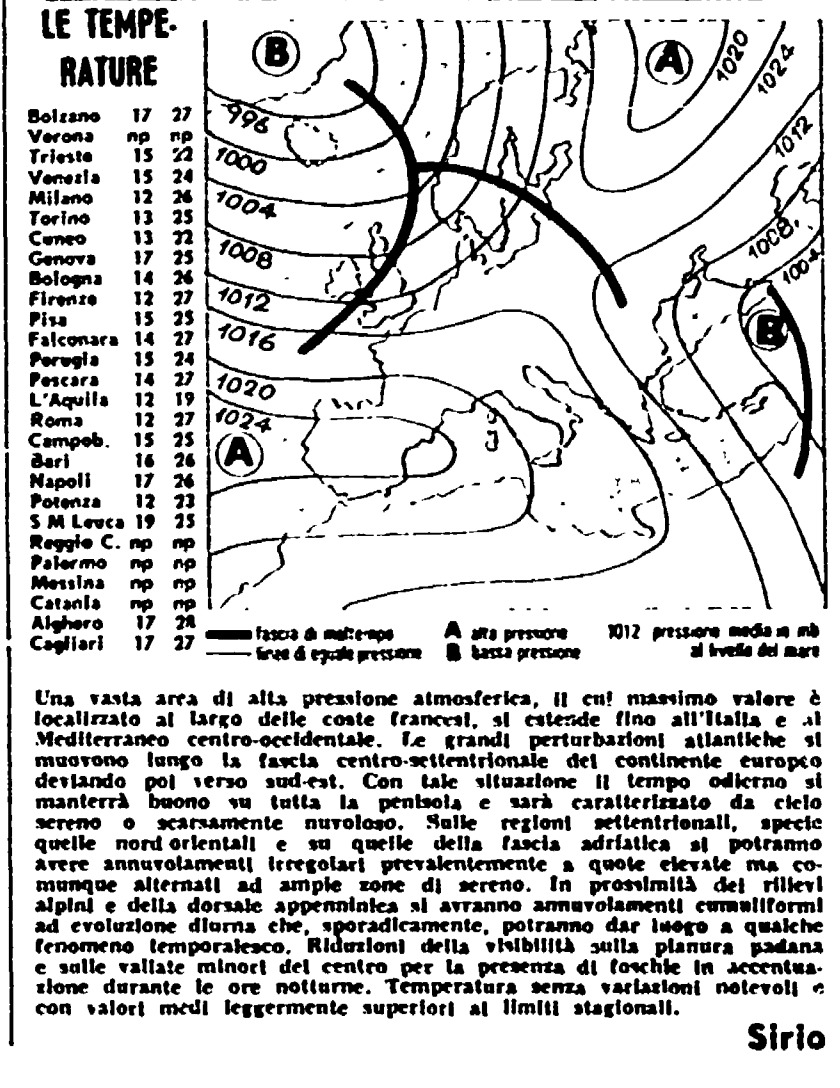 LE TEMPE-
RATURE
Bolzano 17 27
Verona np np
Trieste 15 22
Venezia 15 24
Milano 12 26
Torino 13 25
Cuneo 13 22
Genova 17 25
Bologna 14 26
Firenze 12 27
Pisa 15 25
Falconara 14 27
Perugia 15 24
Pescara 14 27
L'Aquila 12 19
Roma 12 27
Campob. 15 25
Bari 16 26
Napoli 17 26
Potenza 12 23
S M Leuca 19 25
Reggio C. np np
Palermo np np
Messina np np
Catania np np
Alghero 17 28
Cagliari 17 27
B
A
1020
1024
996
1012
1000
1004
1008
1008
1004
1012
B
1016
1020
1024
A
fascia di maltempo
A alta pressione
1012 pressione media in mb
linee di eguale pressione
B bassa pressione
al livello del mare
Una vasta area di alta pressione atmosferica, il cui massimo valore è
localizzato al largo delle coste francesi, si estende fino all'Italia e al
Mediterraneo centro-occidentale. Le grandi perturbazioni atlantiche si
muovono lungo la fascia centro-settentrionale del continente europeo
deviando poi verso sud-est. Con tale situazione il tempo odierno si
manterrà buono su tutta la penisola e sarà caratterizzato da cielo
sereno o scarsamente nuvoloso. Sulle regioni settentrionali, specie
quelle nord orientali e su quelle della fascia adriatica si potranno
avere annuvolamenti irregolari prevalentemente a quote elevate ma co-
munque alternati ad ampie zone di sereno. In prossimità dei rilievi
alpini e della dorsale appenninica si avranno annuvolamenti cumuliformi
ad evoluzione diurna che, sporadicamente, potranno dar luogo a qualche
fenomeno temporalesco. Riduzioni della visibilità sulla pianura padana
e sulle vallate minori del centro per la presenza di foschie in accentua-
zione durante le ore notturne. Temperatura senza variazioni notevoli e
con valori medi leggermente superiori ai limiti stagionali.
Sirio